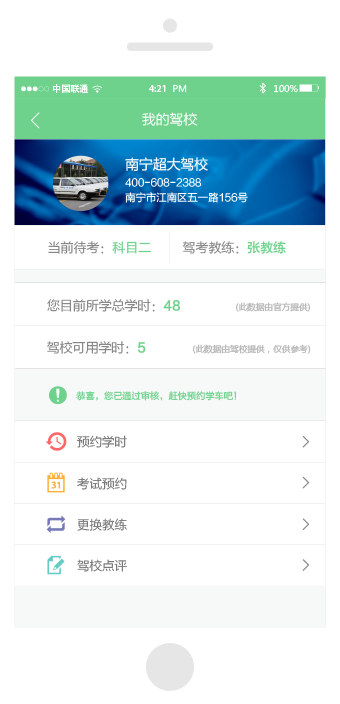 中国联通 4:21 PM 100%
我的驾校
南宁超大驾校
400-608-2388
南宁市江南区五一路156号
当前待考：科目二 驾考教练：张教练
您目前所学总学时：48 (此数据由官方提供)
驾校可用学时：5 (此数据由驾校提供，仅供参考)
恭喜，您已通过审核，赶快预约学车吧！
预约学时
31 考试预约
更换教练
驾校点评